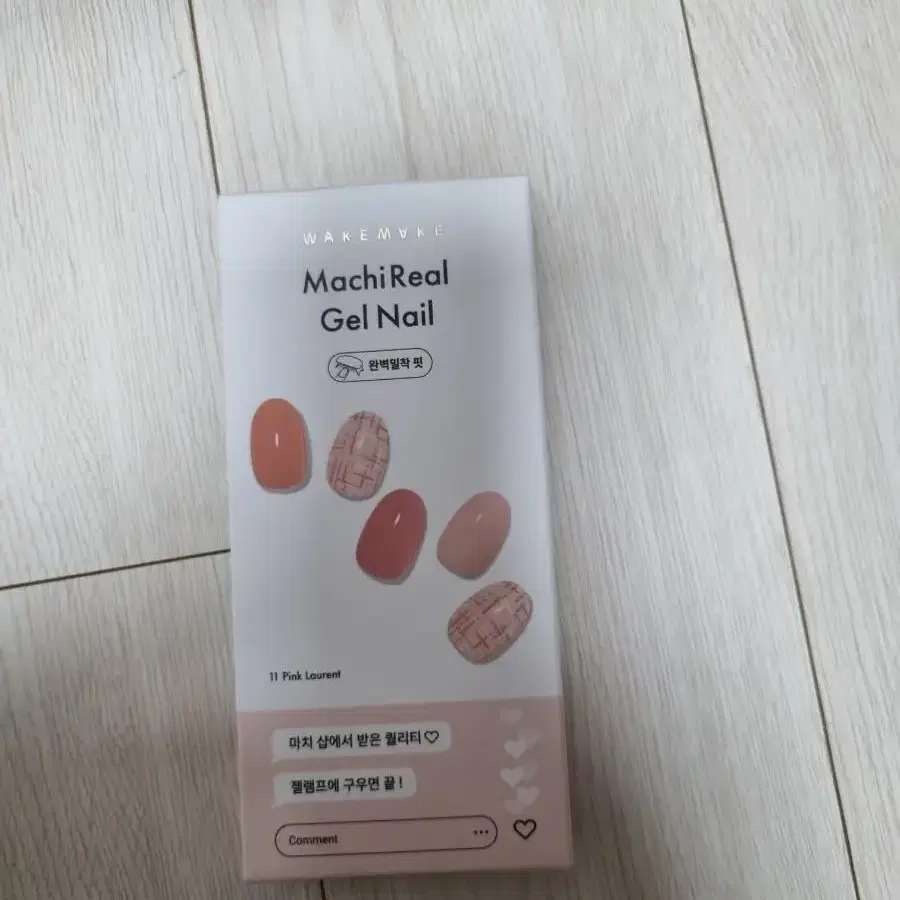 WAKEMAKE
MachiReal
Gel Nail
완벽밀착 핏
11 Pink Laurent
마치 샵에서 받은 퀄리티♡
젤램프에 구우면 끝!
Comment ···